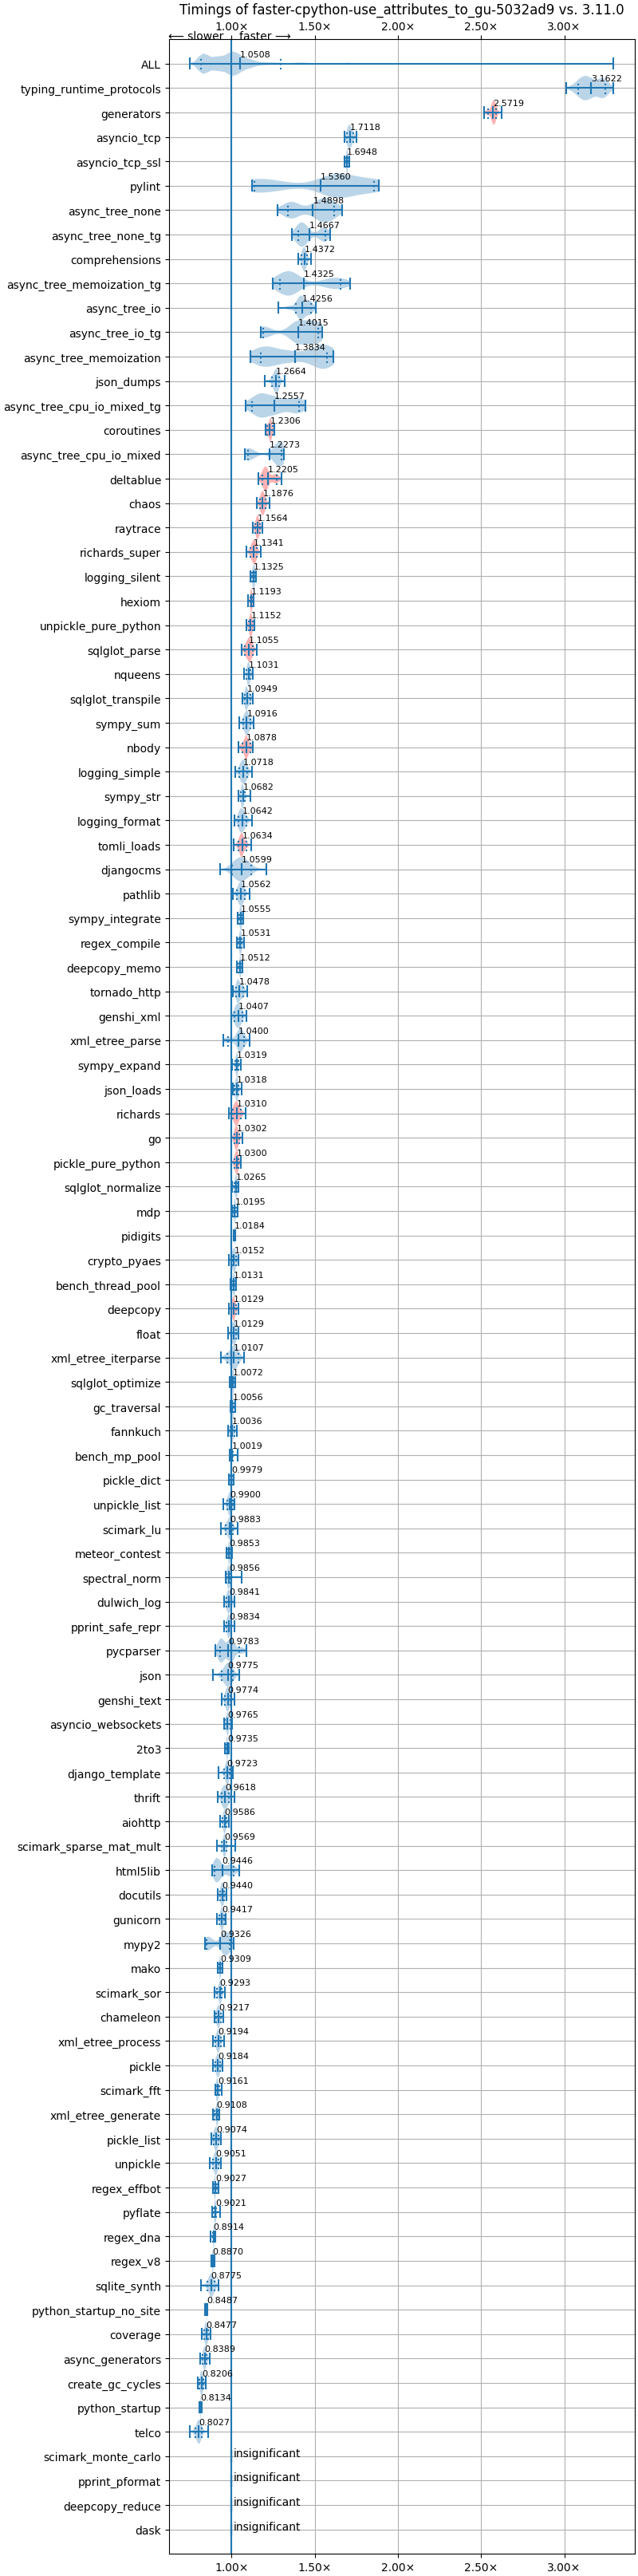 Timings of faster-cpython-use_attributes_to_gu-5032ad9 vs. 3.11.0
1.00× 1.50× 2.00× 2.50× 3.00×
⟵ slower faster ⟶
ALL 1.0508
typing_runtime_protocols 3.1622
generators 2.5719
asyncio_tcp 1.7118
asyncio_tcp_ssl 1.6948
pylint 1.5360
async_tree_none 1.4898
async_tree_none_tg 1.4667
comprehensions 1.4372
async_tree_memoization_tg 1.4325
async_tree_io 1.4256
async_tree_io_tg 1.4015
async_tree_memoization 1.3834
json_dumps 1.2664
async_tree_cpu_io_mixed_tg 1.2557
coroutines 1.2306
async_tree_cpu_io_mixed 1.2273
deltablue 1.2205
chaos 1.1876
raytrace 1.1564
richards_super 1.1341
logging_silent 1.1325
hexiom 1.1193
unpickle_pure_python 1.1152
sqlglot_parse 1.1055
nqueens 1.1031
sqlglot_transpile 1.0949
sympy_sum 1.0916
nbody 1.0878
logging_simple 1.0718
sympy_str 1.0682
logging_format 1.0642
tomli_loads 1.0634
djangocms 1.0599
pathlib 1.0562
sympy_integrate 1.0555
regex_compile 1.0531
deepcopy_memo 1.0512
tornado_http 1.0478
genshi_xml 1.0407
xml_etree_parse 1.0400
sympy_expand 1.0319
json_loads 1.0318
richards 1.0310
go 1.0302
pickle_pure_python 1.0300
sqlglot_normalize 1.0265
mdp 1.0195
pidigits 1.0184
crypto_pyaes 1.0152
bench_thread_pool 1.0131
deepcopy 1.0129
float 1.0129
xml_etree_iterparse 1.0107
sqlglot_optimize 1.0072
gc_traversal 1.0056
fannkuch 1.0036
bench_mp_pool 1.0019
pickle_dict 0.9979
unpickle_list 0.9900
scimark_lu 0.9883
meteor_contest 0.9853
spectral_norm 0.9856
dulwich_log 0.9841
pprint_safe_repr 0.9834
pycparser 0.9783
json 0.9775
genshi_text 0.9774
asyncio_websockets 0.9765
2to3 0.9735
django_template 0.9723
thrift 0.9618
aiohttp 0.9586
scimark_sparse_mat_mult 0.9569
html5lib 0.9446
docutils 0.9440
gunicorn 0.9417
mypy2 0.9326
mako 0.9309
scimark_sor 0.9293
chameleon 0.9217
xml_etree_process 0.9194
pickle 0.9184
scimark_fft 0.9161
xml_etree_generate 0.9108
pickle_list 0.9074
unpickle 0.9051
regex_effbot 0.9027
pyflate 0.9021
regex_dna 0.8914
regex_v8 0.8870
sqlite_synth 0.8775
python_startup_no_site 0.8487
coverage 0.8477
async_generators 0.8389
create_gc_cycles 0.8206
python_startup 0.8134
telco 0.8027
scimark_monte_carlo insignificant
pprint_pformat insignificant
deepcopy_reduce insignificant
dask insignificant
1.00× 1.50× 2.00× 2.50× 3.00×